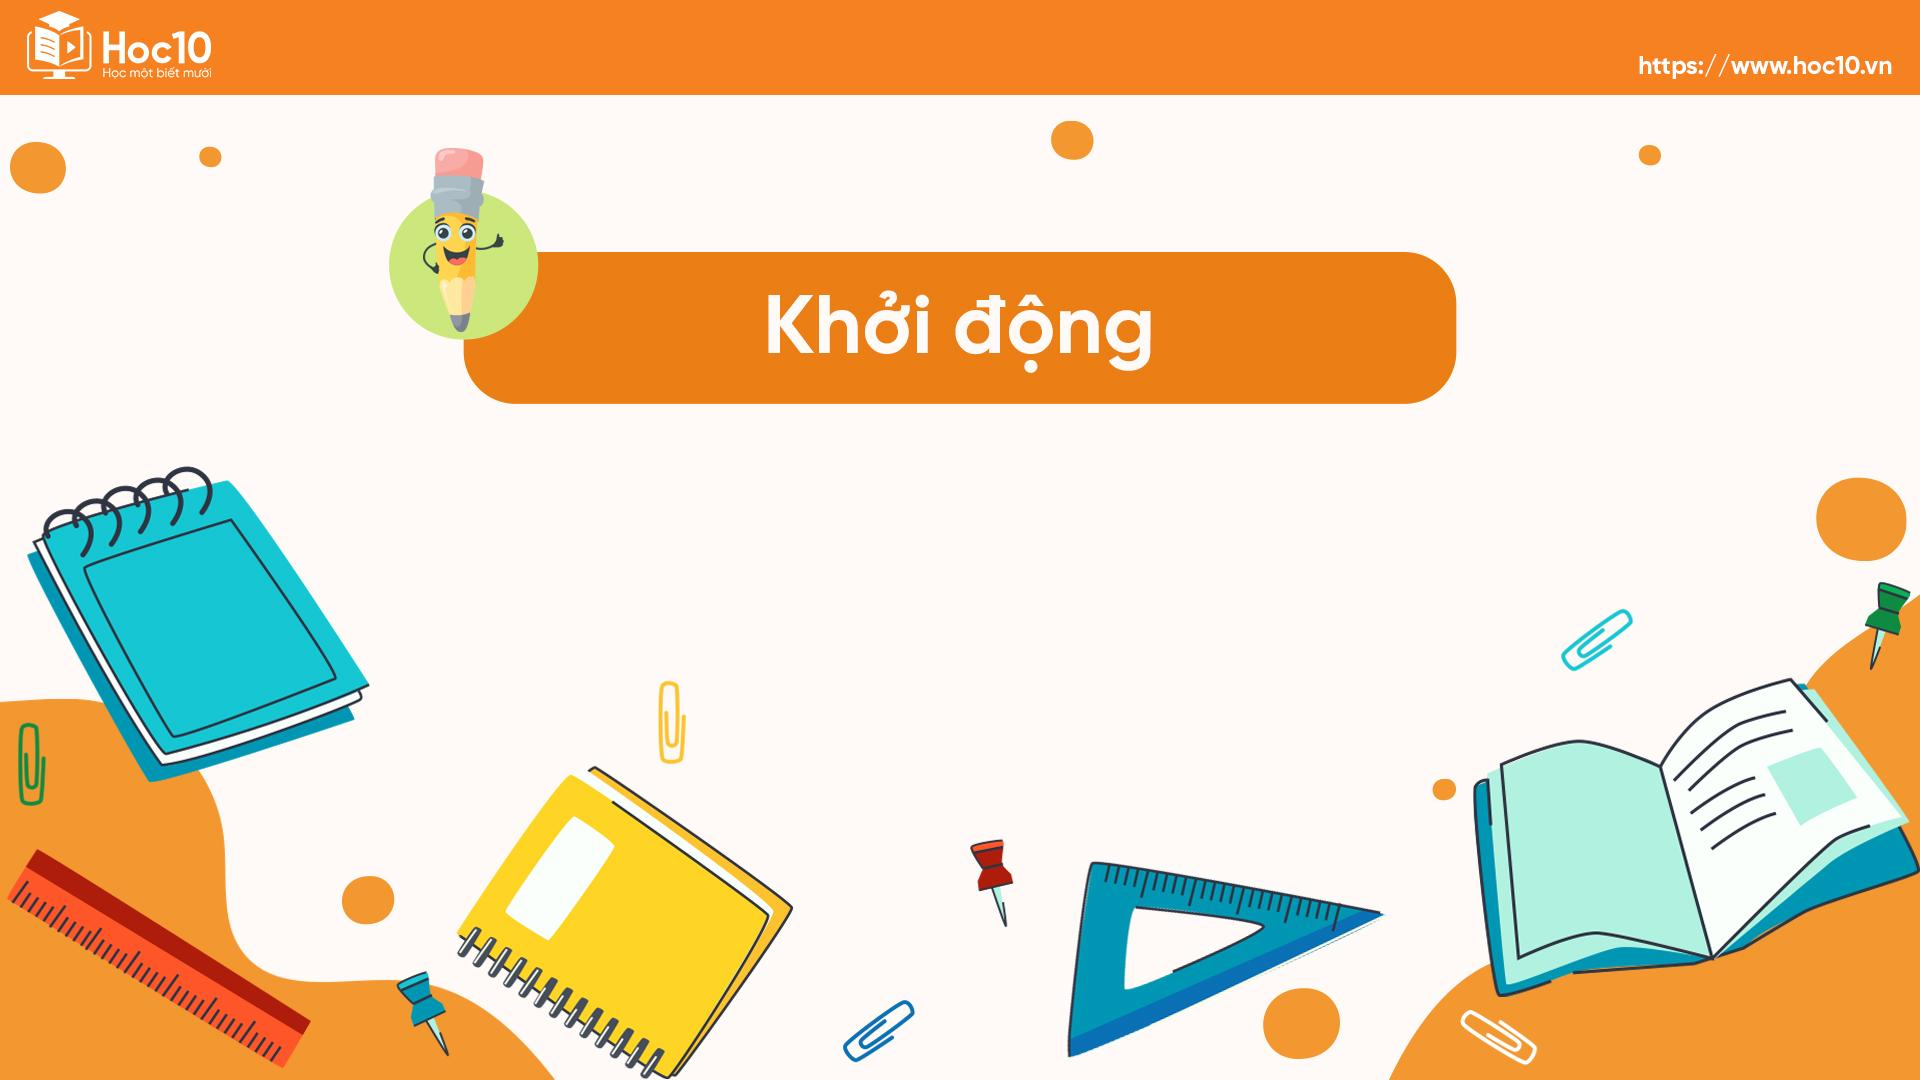 Hoc10
Học một biết mười
https://www.hoc10.vn
Khởi động